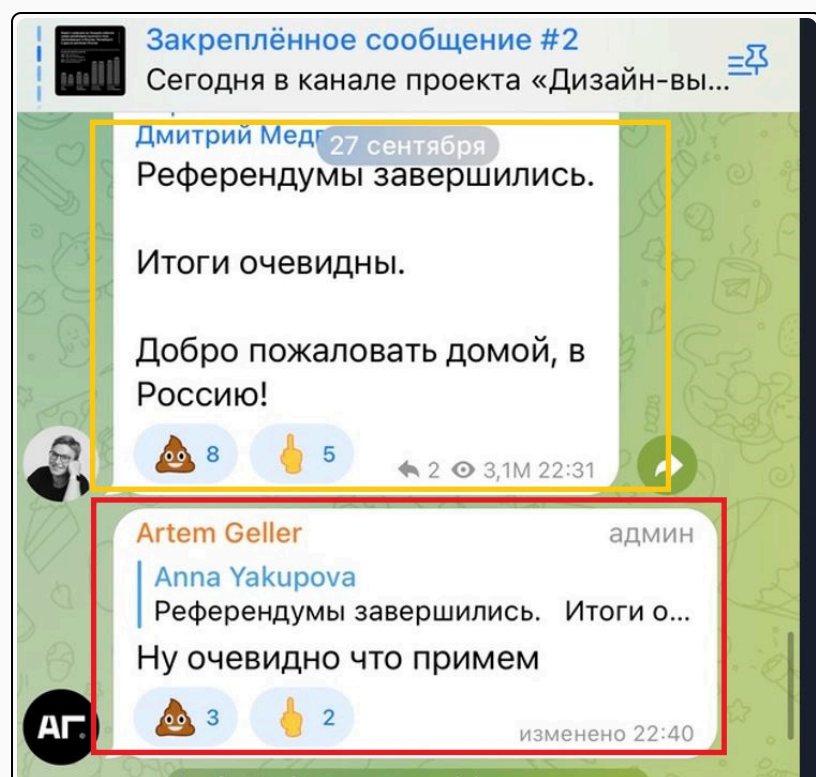 Закреплённое сообщение #2
Сегодня в канале проекта «Дизайн-вы...
Дмитрий Медв
27 сентября
Референдумы завершились.
Итоги очевидны.
Добро пожаловать домой, в
Россию!
8 5 2 3,1M 22:31
Artem Geller админ
Anna Yakupova
Референдумы завершились. Итоги о...
Ну очевидно что примем
АГ.
3 2 изменено 22:40